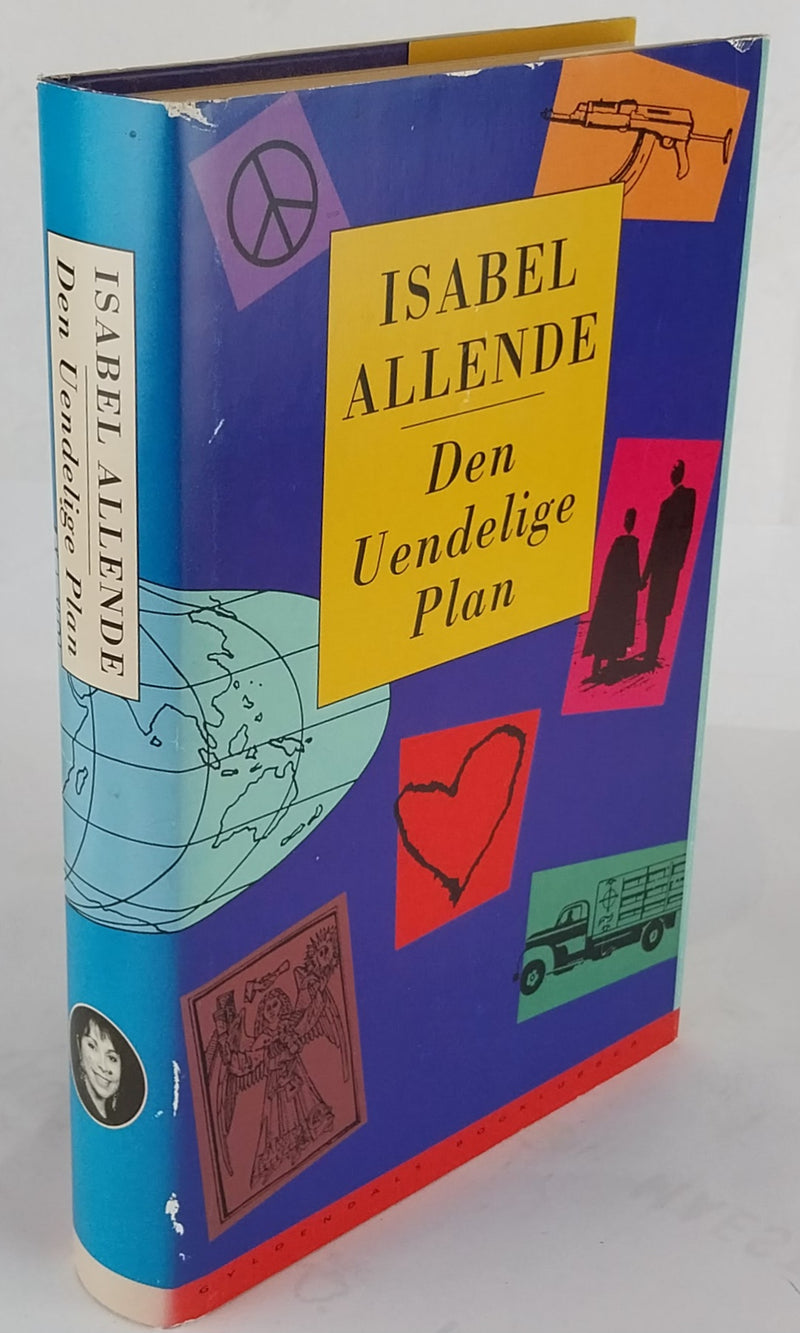 ISABEL ALLENDE
Den Uendelige Plan
ISABEL
ALLENDE
Den
Uendelige
Plan
GYLDENDALS BOGKLUBBER